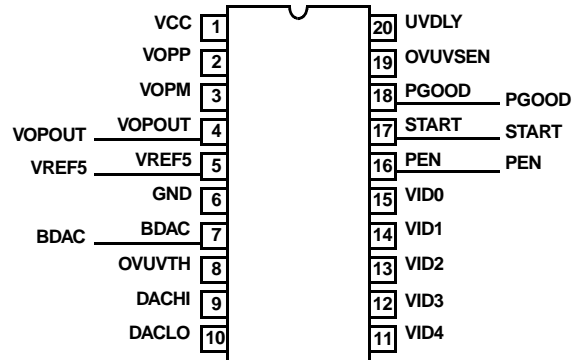 VCC 1 20 UVDLY
VOPP 2 19 OVUVSEN
VOPM 3 18 PGOOD PGOOD
VOPOUT VOPOUT 4 17 START START
VREF5 VREF5 5 16 PEN PEN
GND 6 15 VID0
BDAC BDAC 7 14 VID1
OVUVTH 8 13 VID2
DACHI 9 12 VID3
DACLO 10 11 VID4